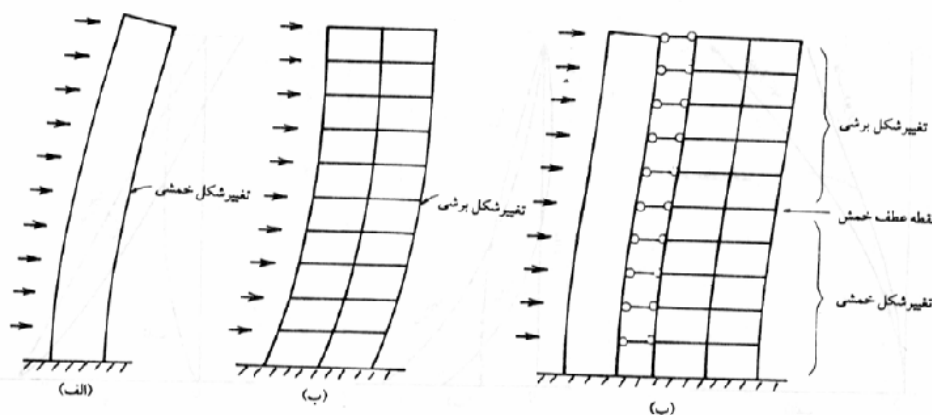 تغییرشکل خمشی
(الف)
تغییرشکل برشی
(ب)
تغییرشکل برشی
نقطه عطف خمش
تغییرشکل خمشی
(ب)